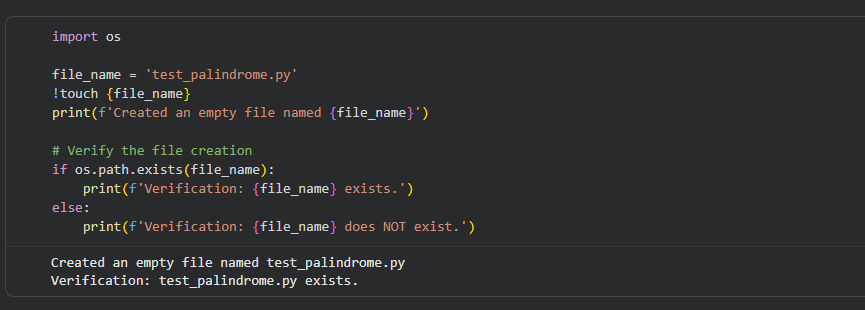 import os

file_name = 'test_palindrome.py'
!touch {file_name}
print(f'Created an empty file named {file_name}')

# Verify the file creation
if os.path.exists(file_name):
    print(f'Verification: {file_name} exists.')
else:
    print(f'Verification: {file_name} does NOT exist.')
Created an empty file named test_palindrome.py
Verification: test_palindrome.py exists.